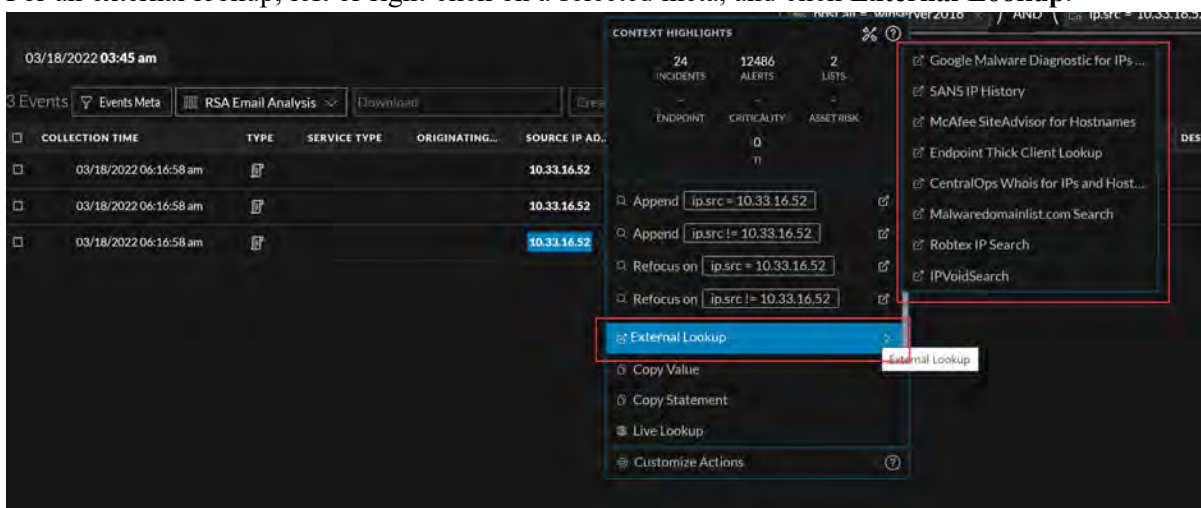 For an external lookup, left or right-click on a selected meta, and click External Lookup.
host.all = winserver2016 ) AND ( ip.src = 10.33.16.52
03/18/2022 03:45 am
3 Events Events Meta RSA Email Analysis Download
COLLECTION TIME TYPE SERVICE TYPE ORIGINATING... SOURCE IP AD... DES
03/18/2022 06:16:58 am 10.33.16.52
03/18/2022 06:16:58 am 10.33.16.52
03/18/2022 06:16:58 am 10.33.16.52
CONTEXT HIGHLIGHTS
24 12486 2
INCIDENTS ALERTS LISTS
- - -
ENDPOINT CRITICALITY ASSET RISK
0
TI
Append ip.src = 10.33.16.52
Append ip.src != 10.33.16.52
Refocus on ip.src = 10.33.16.52
Refocus on ip.src != 10.33.16.52
External Lookup
External Lookup
Copy Value
Copy Statement
Live Lookup
Customize Actions
Google Malware Diagnostic for IPs ...
SANS IP History
McAfee SiteAdvisor for Hostnames
Endpoint Thick Client Lookup
CentralOps Whois for IPs and Host...
Malwaredomainlist.com Search
Robtex IP Search
IPVoidSearch